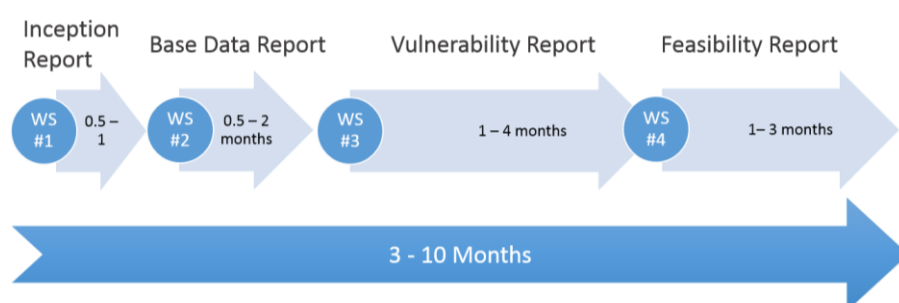 Inception
Report
Base Data Report
Vulnerability Report
Feasibility Report
WS
#1
0.5 –
1
WS
#2
0.5 – 2
months
WS
#3
1 – 4 months
WS
#4
1– 3 months
3 - 10 Months